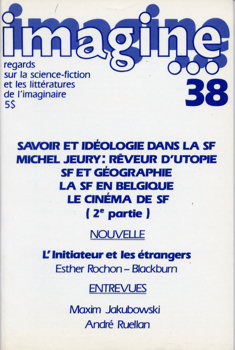 imagine
...
regards
sur la science-fiction
et les littératures
de l'imaginaire
5$
38
SAVOIR ET IDÉOLOGIE DANS LA SF
MICHEL JEURY: RÊVEUR D'UTOPIE
SF ET GÉOGRAPHIE
LA SF EN BELGIQUE
LE CINÉMA DE SF
( 2e partie )
NOUVELLE
L'Initiateur et les étrangers
Esther Rochon – Blackburn
ENTREVUES
Maxim Jakubowski
André Ruellan